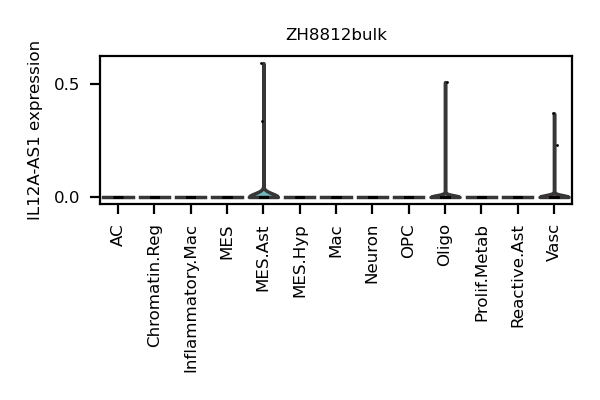 ZH8812bulk
IL12A-AS1 expression
0.5
0.0
AC
Chromatin.Reg
Inflammatory.Mac
MES
MES.Ast
MES.Hyp
Mac
Neuron
OPC
Oligo
Prolif.Metab
Reactive.Ast
Vasc